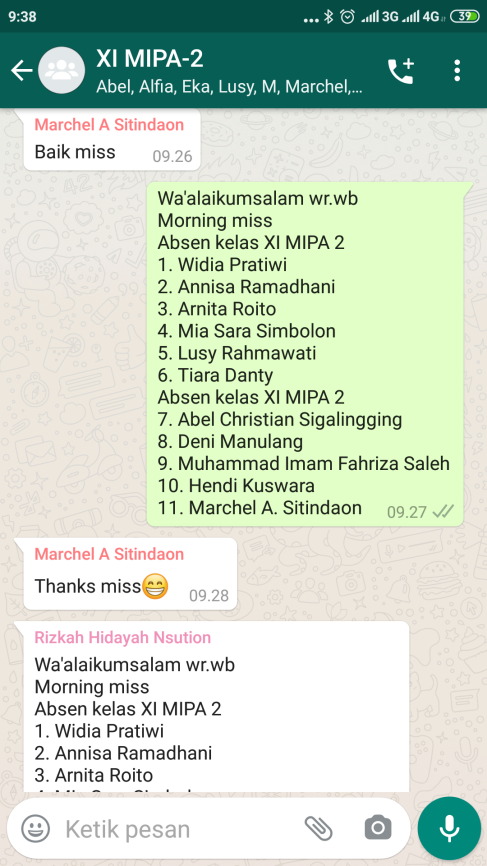 9:38
3G 4G 39
XI MIPA-2
Abel, Alfia, Eka, Lusy, M, Marchel,...
Marchel A Sitindaon
Baik miss 09.26
Wa'alaikumsalam wr.wb
Morning miss
Absen kelas XI MIPA 2
1. Widia Pratiwi
2. Annisa Ramadhani
3. Arnita Roito
4. Mia Sara Simbolon
5. Lusy Rahmawati
6. Tiara Danty
Absen kelas XI MIPA 2
7. Abel Christian Sigalingging
8. Deni Manulang
9. Muhammad Imam Fahriza Saleh
10. Hendi Kuswara
11. Marchel A. Sitindaon 09.27
Marchel A Sitindaon
Thanks miss😁 09.28
Rizkah Hidayah Nsution
Wa'alaikumsalam wr.wb
Morning miss
Absen kelas XI MIPA 2
1. Widia Pratiwi
2. Annisa Ramadhani
3. Arnita Roito
Ketik pesan